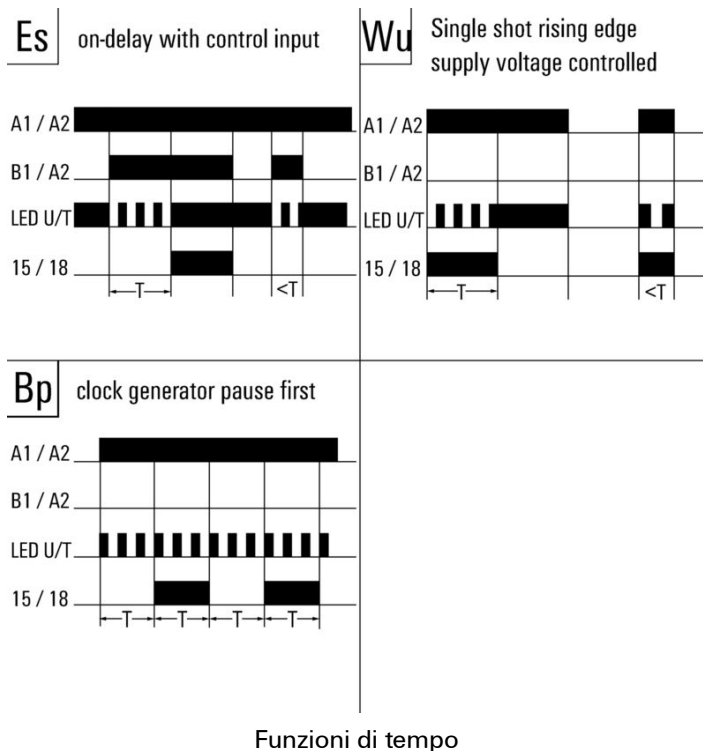 Es on-delay with control input
A1 / A2
B1 / A2
LED U/T
15 / 18
T
<T
Wu Single shot rising edge
supply voltage controlled
A1 / A2
B1 / A2
LED U/T
15 / 18
T
<T
Bp clock generator pause first
A1 / A2
B1 / A2
LED U/T
15 / 18
T T T T
Funzioni di tempo